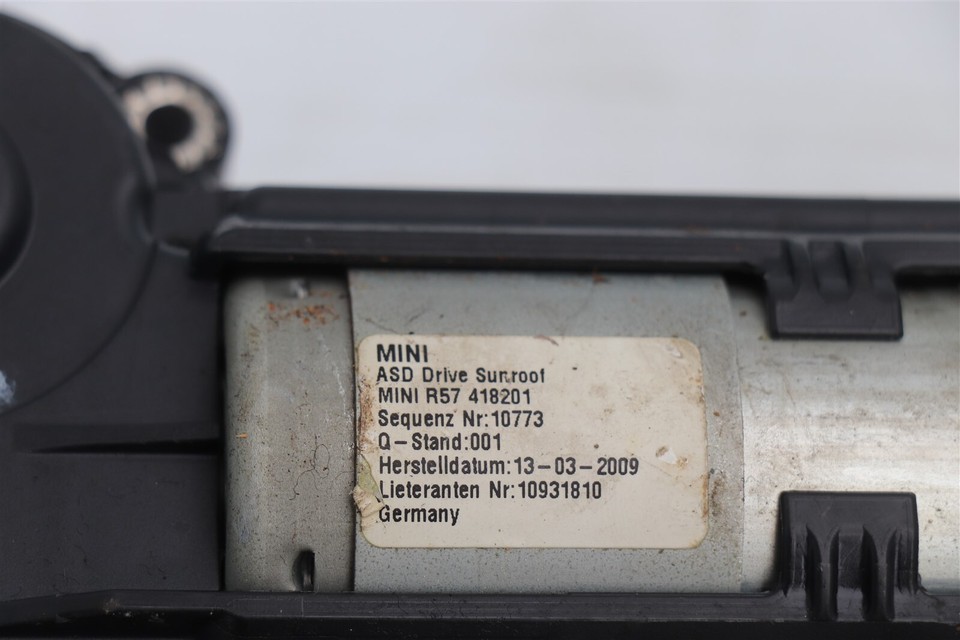 MINI
ASD Drive Sunroof
MINI R57 418201
Sequenz Nr:10773
Q-Stand:001
Herstelldatum:13-03-2009
Lieteranten Nr:10931810
Germany